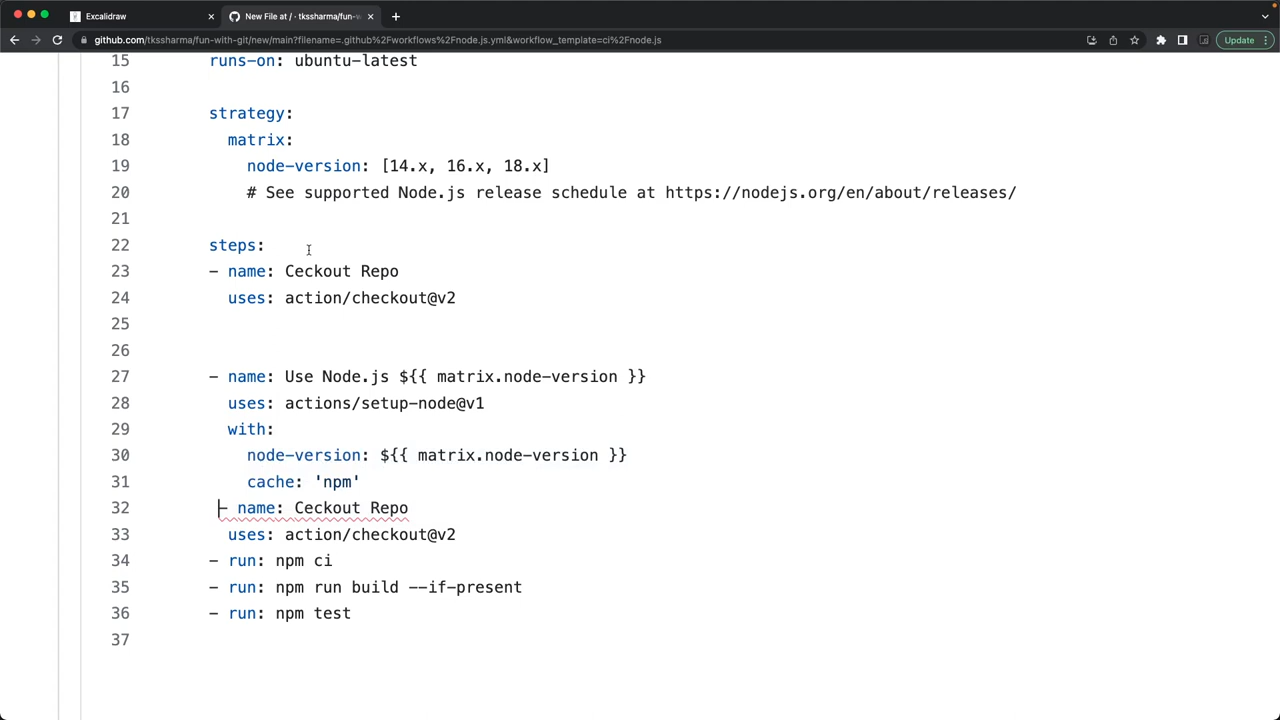 Excalidraw
New File at / · tkssharma/fun-w
github.com/tkssharma/fun-with-git/new/main?filename=.github%2Fworkflows%2Fnode.js.yml&workflow_template=ci%2Fnode.js
Update
15 runs-on: ubuntu-latest
16
17 strategy:
18 matrix:
19 node-version: [14.x, 16.x, 18.x]
20 # See supported Node.js release schedule at https://nodejs.org/en/about/releases/
21
22 steps:
23 - name: Ceckout Repo
24 uses: action/checkout@v2
25
26
27 - name: Use Node.js ${{ matrix.node-version }}
28 uses: actions/setup-node@v1
29 with:
30 node-version: ${{ matrix.node-version }}
31 cache: 'npm'
32 - name: Ceckout Repo
33 uses: action/checkout@v2
34 - run: npm ci
35 - run: npm run build --if-present
36 - run: npm test
37